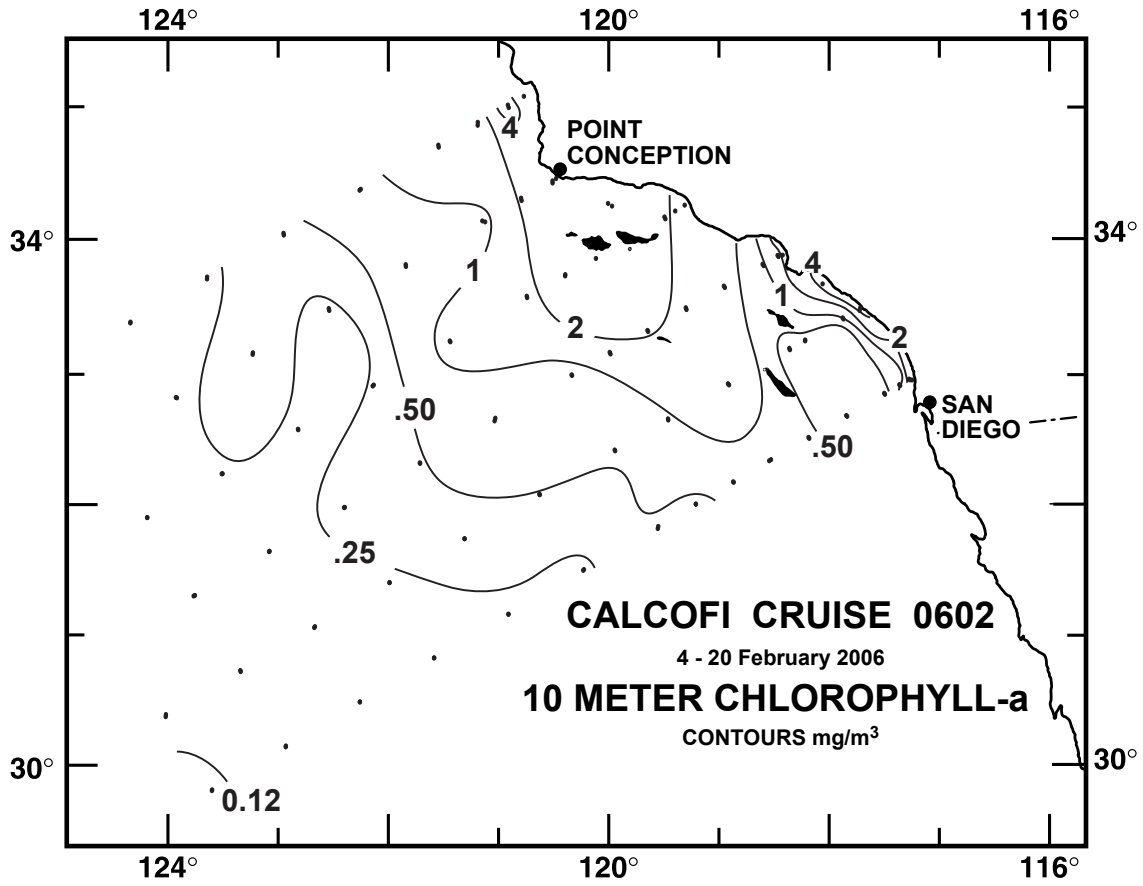 124° 120° 116°
4
POINT
CONCEPTION
34° 34°
4
1 1
2 2
.50
SAN
DIEGO
.50
.25
CALCOFI CRUISE 0602
4 - 20 February 2006
10 METER CHLOROPHYLL-a
CONTOURS mg/m³
30° 30°
0.12
124° 120° 116°